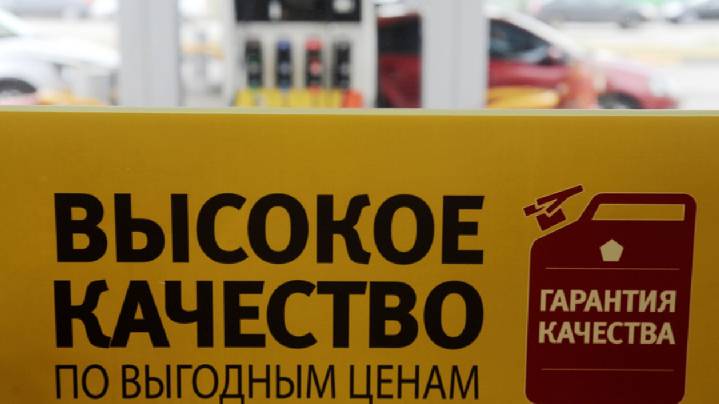 ВЫСОКОЕ
КАЧЕСТВО
ПО ВЫГОДНЫМ ЦЕНАМ
ГАРАНТИЯ
КАЧЕСТВА